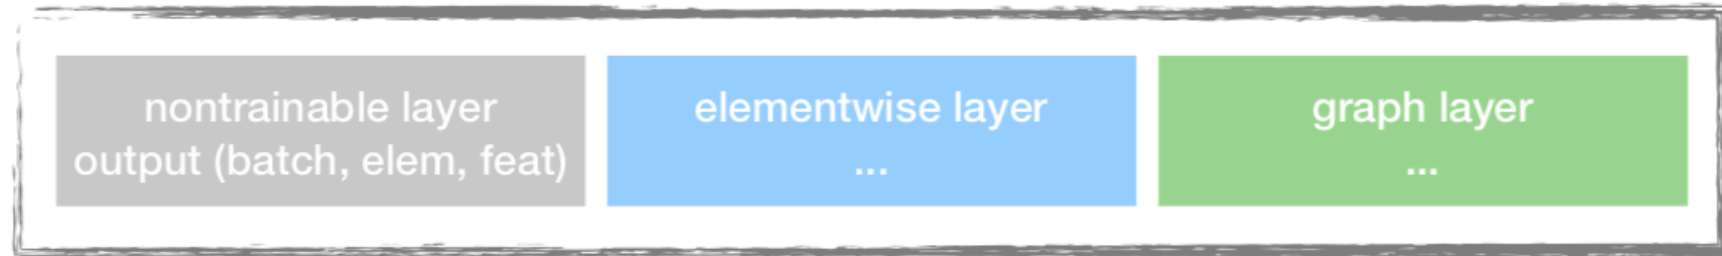 nontrainable layer
output (batch, elem, feat)
elementwise layer
...
graph layer
...